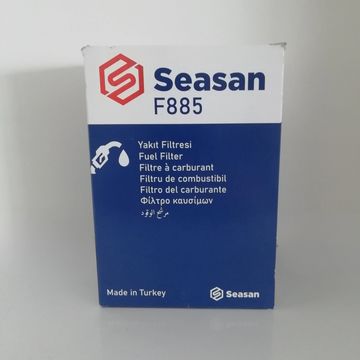 Seasan
F885
Yakıt Filtresi
Fuel Filter
Filtre à carburant
Filtru de combustibil
Filtro del carburante
Φίλτρο καυσίμων
مرشح الوقود
Made in Turkey
Seasan